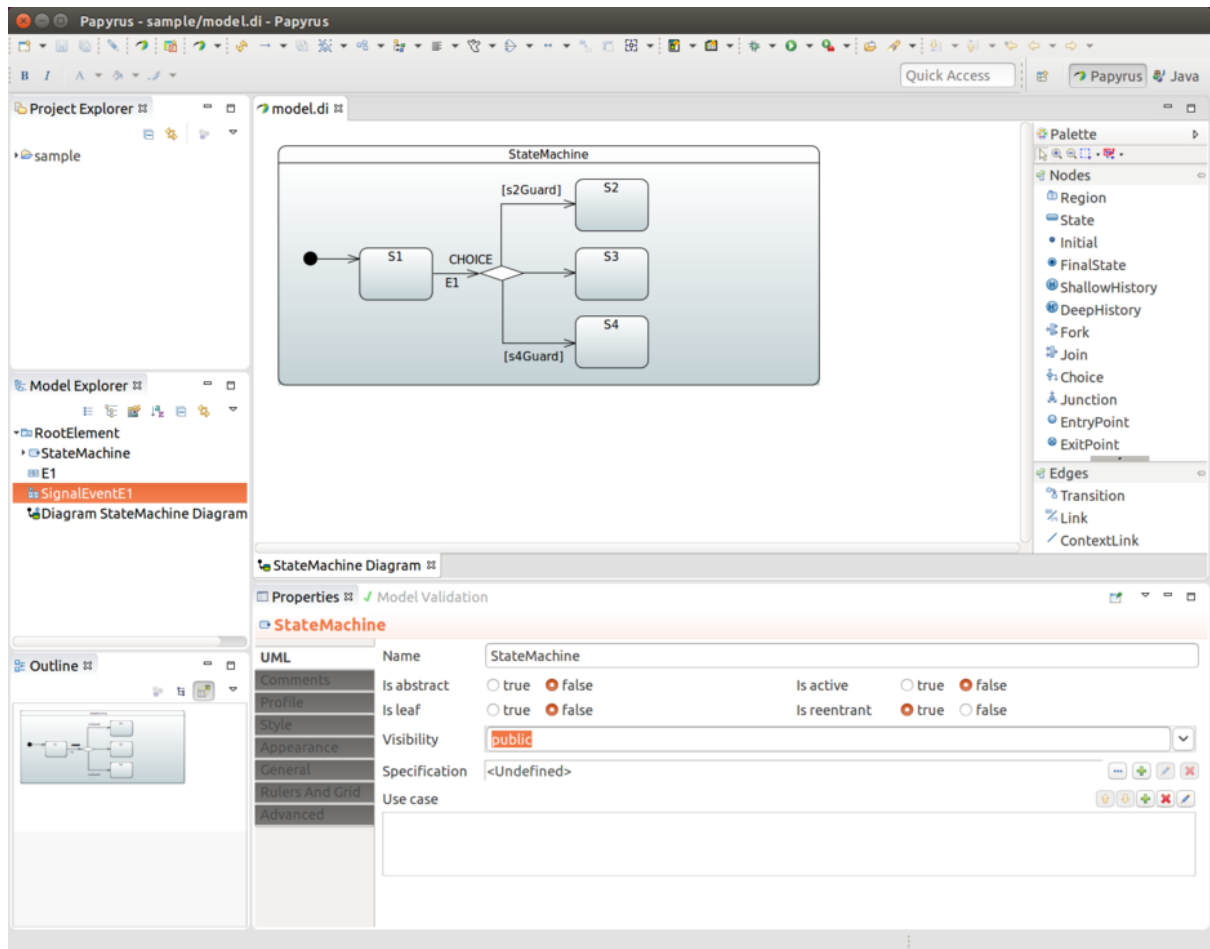 Papyrus - sample/model.di - Papyrus
B I A
Quick Access
Papyrus
Java
Project Explorer
sample
model.di
StateMachine
[s2Guard]
S2
S1
CHOICE
E1
S3
S4
[s4Guard]
Palette
Nodes
Region
State
Initial
FinalState
ShallowHistory
DeepHistory
Fork
Join
Choice
Junction
EntryPoint
ExitPoint
Edges
Transition
Link
ContextLink
Model Explorer
RootElement
StateMachine
E1
SignalEventE1
Diagram StateMachine Diagram
StateMachine Diagram
Outline
Properties
Model Validation
StateMachine
UML
Comments
Profile
Style
Appearance
General
Rulers And Grid
Advanced
Name StateMachine
Is abstract true false Is active true false
Is leaf true false Is reentrant true false
Visibility public
Specification <Undefined>
Use case